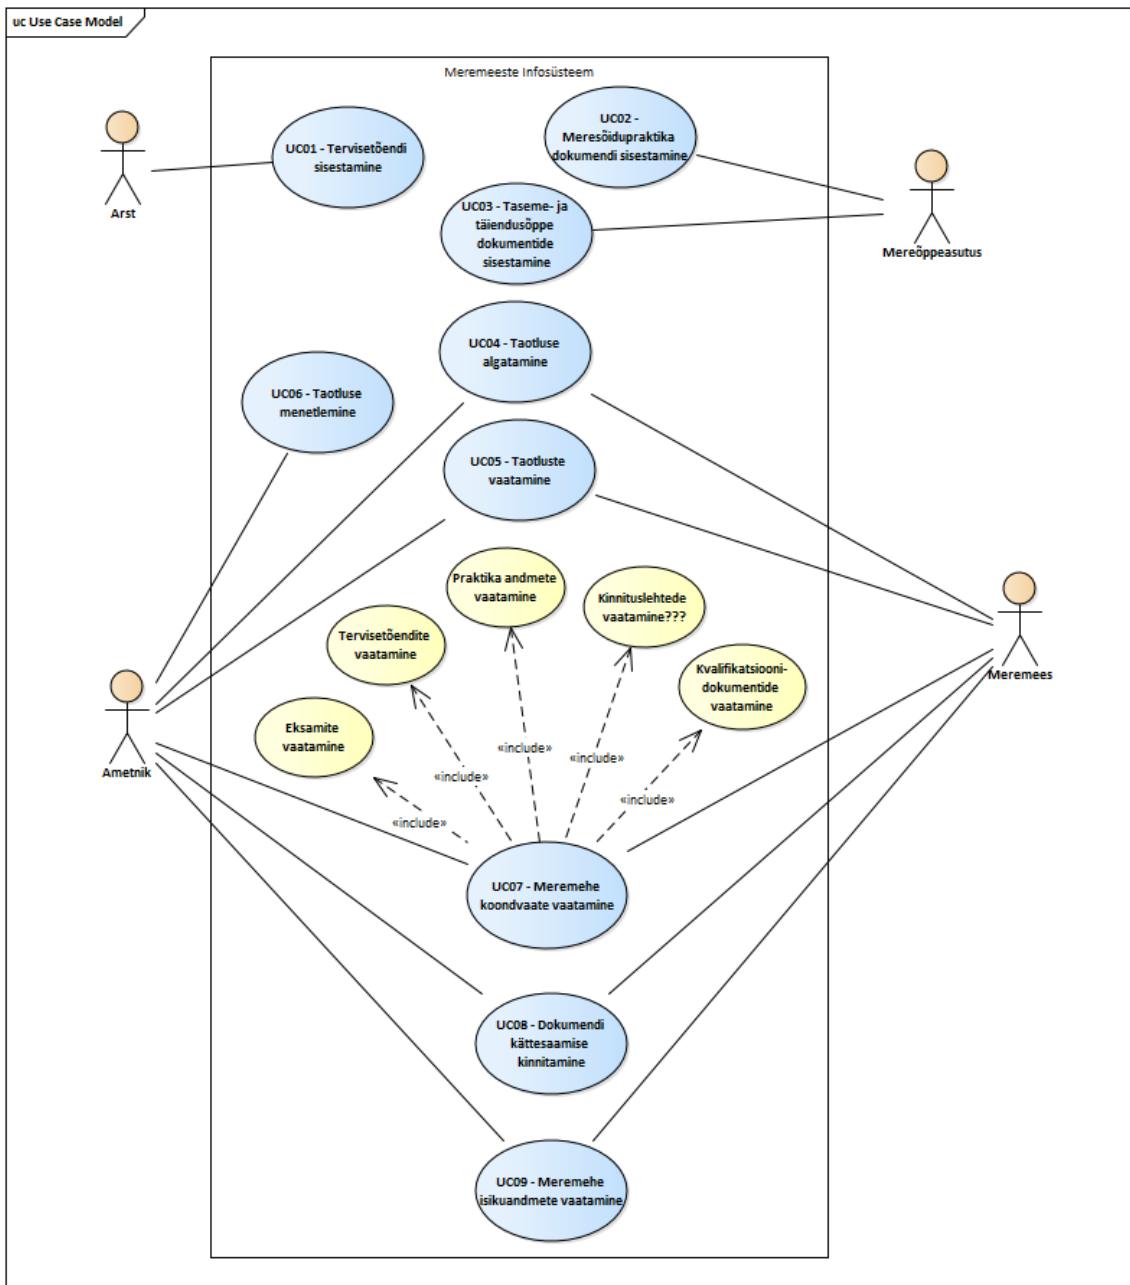 uc Use Case Model
Meremeeste Infosüsteem
UC01 - Tervisetõendi
sisestamine
UC02 -
Meresõidupraktika
dokumendi sisestamine
Arst
UC03 - Taseme- ja
täiendusõppe
dokumentide
sisestamine
Mereõppeasutus
UC04 - Taotluse
algatamine
UC06 - Taotluse
menetlemine
UC05 - Taotluste
vaatamine
Praktika andmete
vaatamine
Kinnituslehtede
vaatamine???
Tervisetõendite
vaatamine
Kvalifikatsiooni-
dokumentide
vaatamine
Meremees
Eksamite
vaatamine
Ametnik
«include»
«include»
«include»
«include»
«include»
UC07 - Meremehe
koondvaate vaatamine
UC08 - Dokumendi
kättesaamise
kinnitamine
UC09 - Meremehe
isikuandmete vaatamine